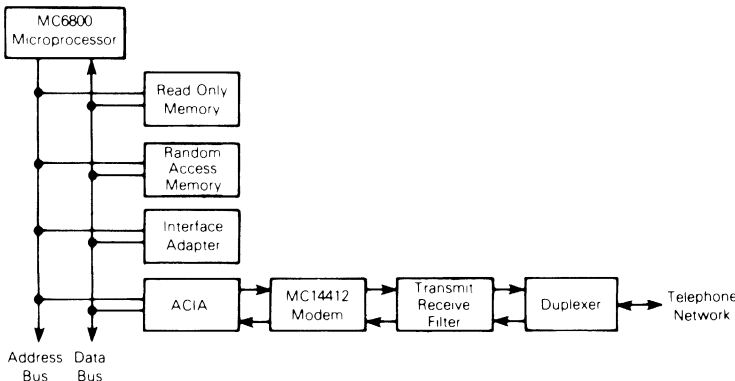 MC6800
Microprocessor
Read Only
Memory
Random
Access
Memory
Interface
Adapter
ACIA
MC14412
Modem
Transmit
Receive
Filter
Duplexer
Telephone
Network
Address
Bus
Data
Bus